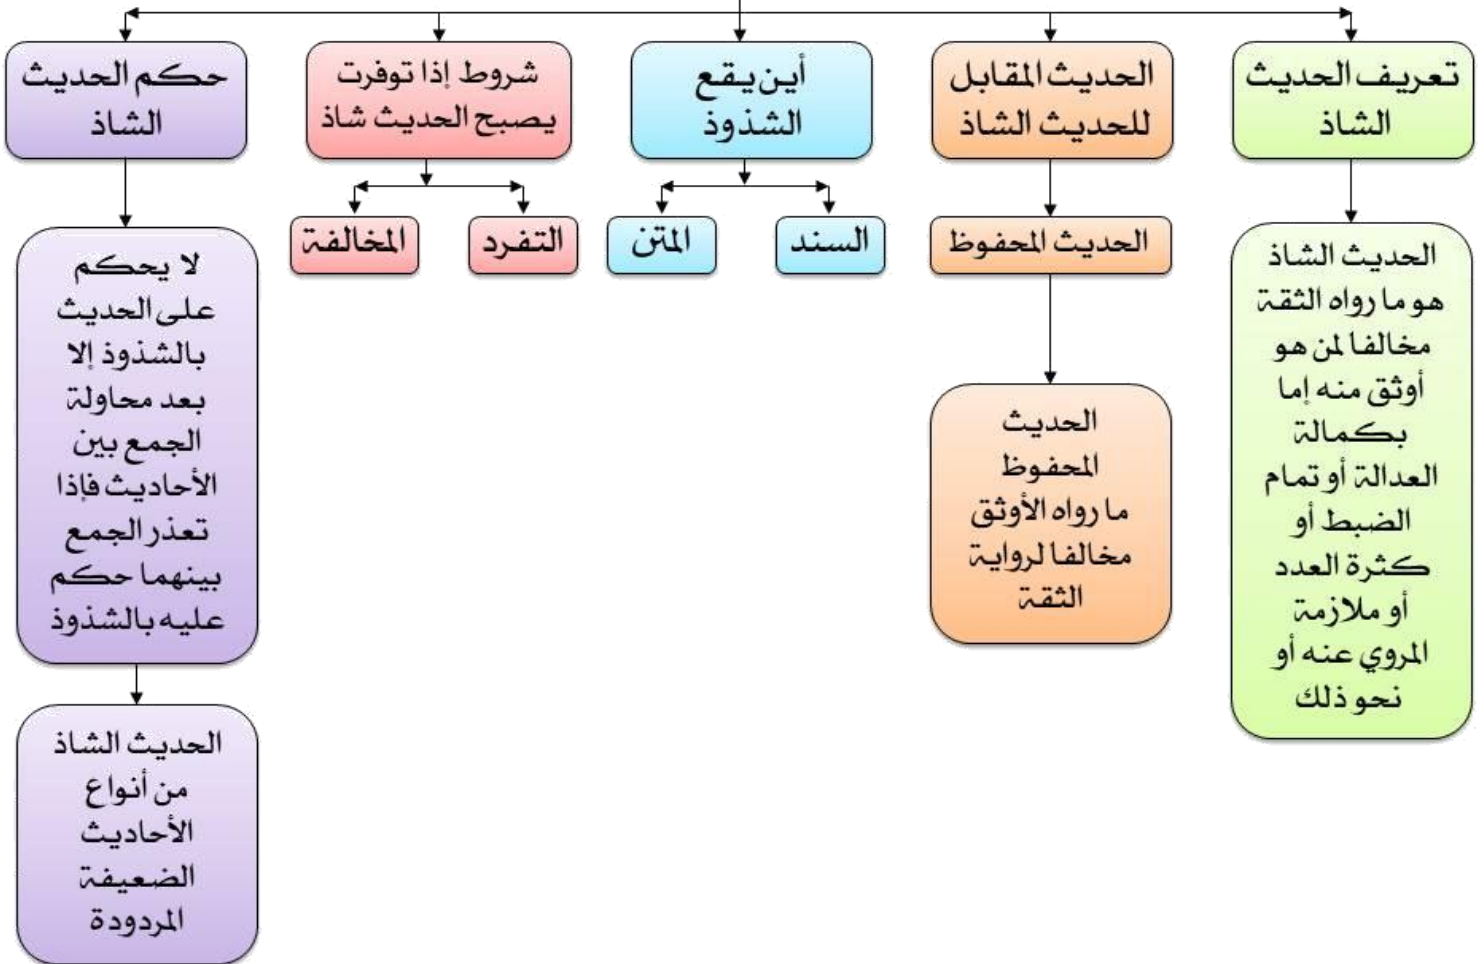 تعريف الحديث
الشاذ
الحديث الشاذ
هو ما رواه الثقة
مخالفا لمن هو
أوثق منه إما
بكمالة
العدالة أو تمام
الضبط أو
كثرة العدد
أو ملازمة
المروي عنه أو
نحو ذلك
الحديث المقابل
للحديث الشاذ
الحديث المحفوظ
الحديث
المحفوظ
ما رواه الأوثق
مخالفا لرواية
الثقة
أين يقع
الشذوذ
السند
المتن
شروط إذا توفرت
يصبح الحديث شاذ
التفرد
المخالفة
حكم الحديث
الشاذ
لا يحكم
على الحديث
بالشذوذ إلا
بعد محاولة
الجمع بين
الأحاديث فإذا
تعذر الجمع
بينهما حكم
عليه بالشذوذ
الحديث الشاذ
من أنواع
الأحاديث
الضعيفة
المردودة